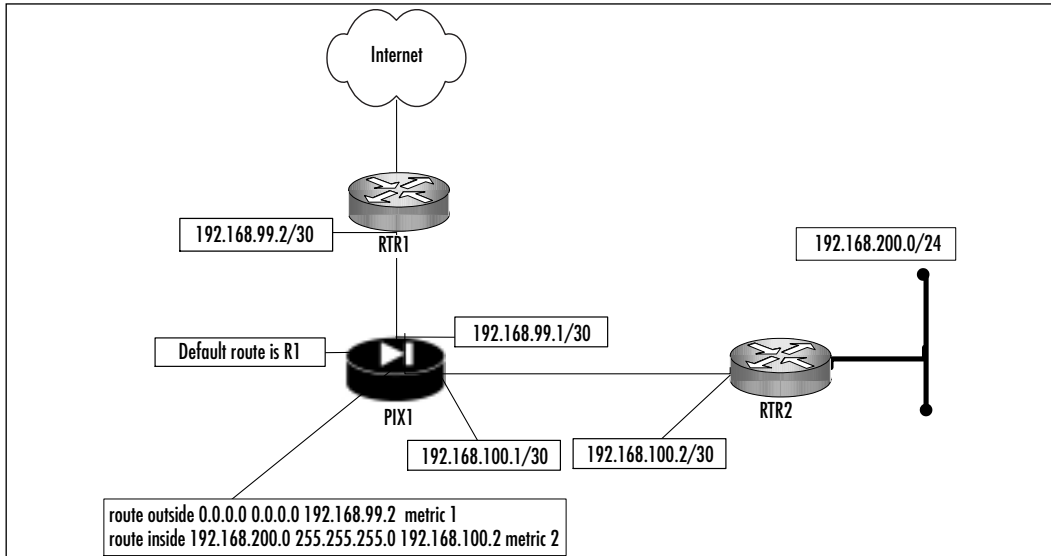 Internet
192.168.99.2/30
RTR1
192.168.200.0/24
192.168.99.1/30
Default route is R1
PIX1
RTR2
192.168.100.1/30
192.168.100.2/30
route outside 0.0.0.0 0.0.0.0 192.168.99.2 metric 1
route inside 192.168.200.0 255.255.255.0 192.168.100.2 metric 2